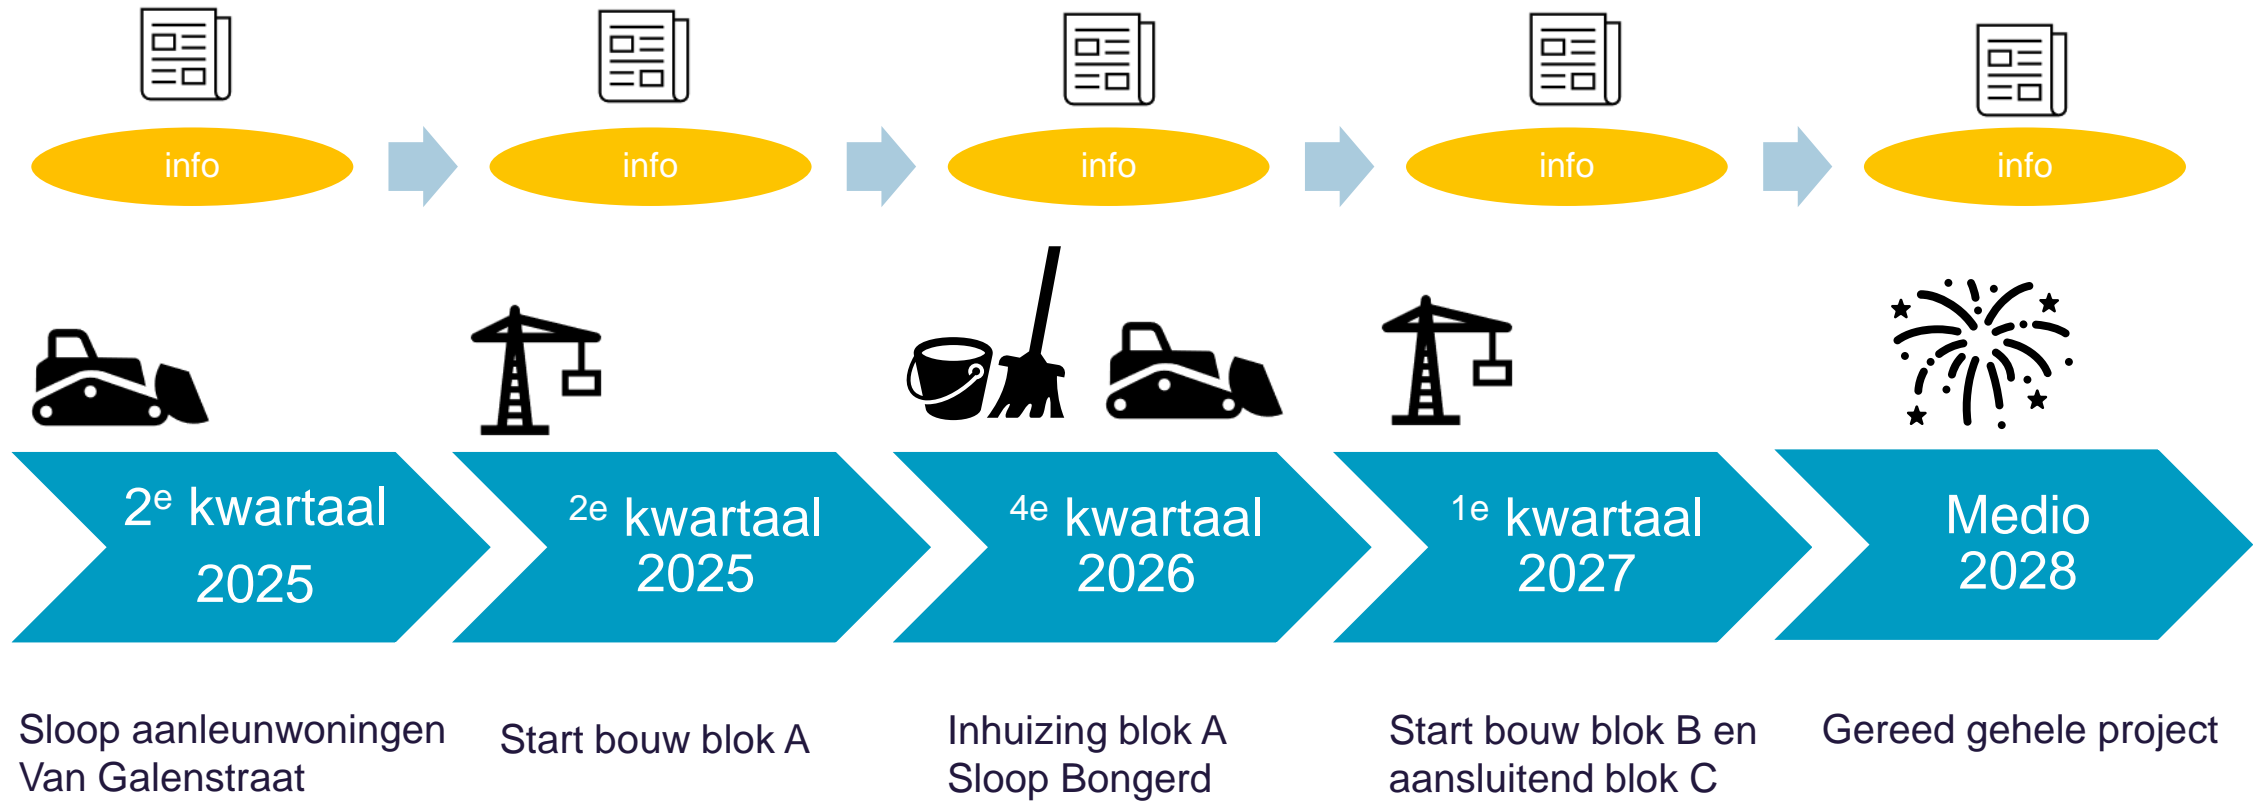 info
info
info
info
info
2e kwartaal
2025
2e kwartaal
2025
4e kwartaal
2026
1e kwartaal
2027
Medio
2028
Sloop aanleunwoningen
Van Galenstraat
Start bouw blok A
Inhuizing blok A
Sloop Bongerd
Start bouw blok B en
aansluitend blok C
Gereed gehele project